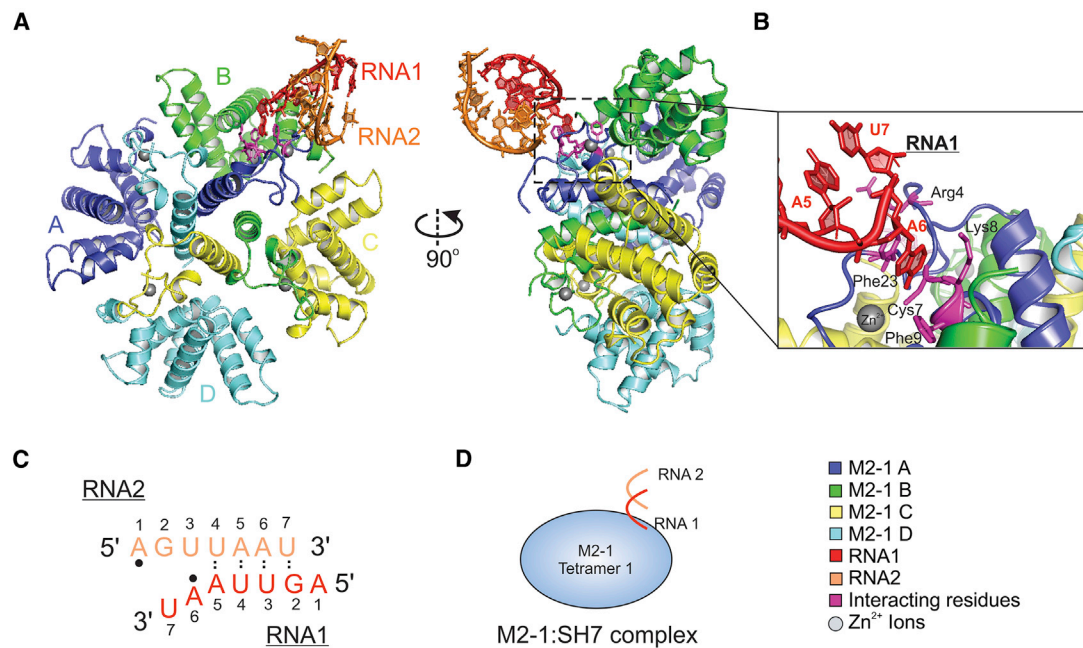 A
B
RNA1
RNA2
A
C
D
90°
B
U7
RNA1
Arg4
A5
A6
Lys8
Phe23
Cys7
Zn²⁺
Phe9
C
RNA2
1 2 3 4 5 6 7
5' A G U U A A U 3'
A A U U G A 5'
3' U 6 5 4 3 2 1
7
RNA1
D
RNA 2
RNA 1
M2-1
Tetramer 1
M2-1:SH7 complex
M2-1 A
M2-1 B
M2-1 C
M2-1 D
RNA1
RNA2
Interacting residues
Zn²⁺ Ions